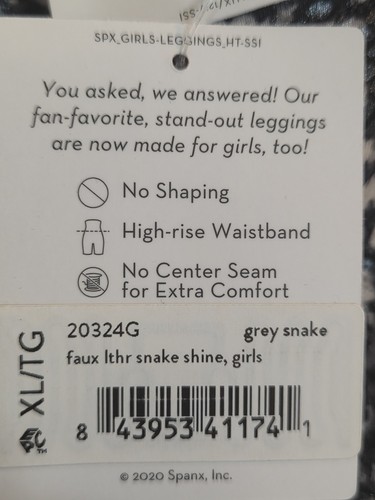 SPX_GIRLS-LEGGINGS_HT-SS1
You asked, we answered! Our
fan-favorite, stand-out leggings
are now made for girls, too!
No Shaping
High-rise Waistband
No Center Seam
for Extra Comfort
XL/TG
20324G grey snake
faux lthr snake shine, girls
8 43953 41174 1
EPC™
© 2020 Spanx, Inc.